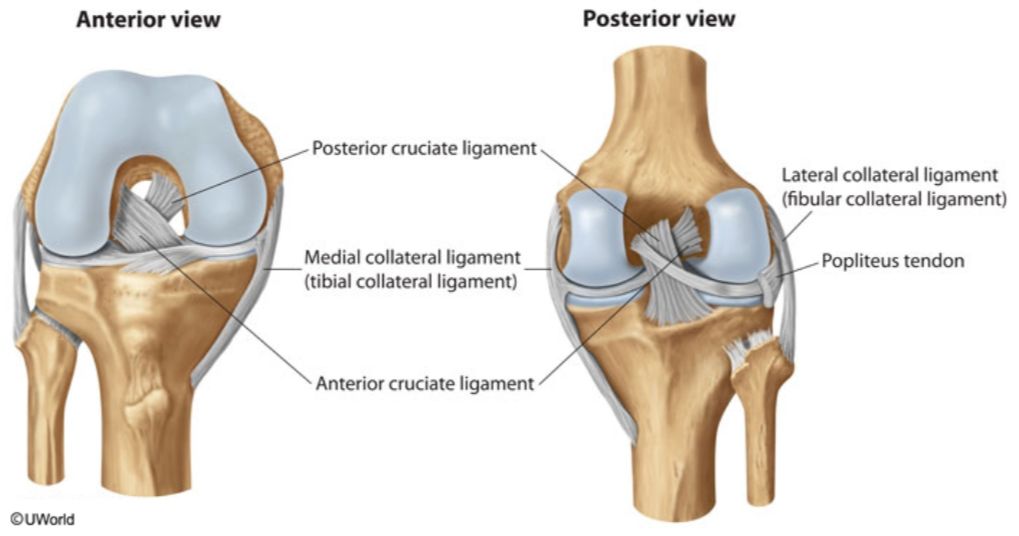 Anterior view
Posterior view
Posterior cruciate ligament
Lateral collateral ligament
(fibular collateral ligament)
Medial collateral ligament
(tibial collateral ligament)
Popliteus tendon
Anterior cruciate ligament
©UWorld